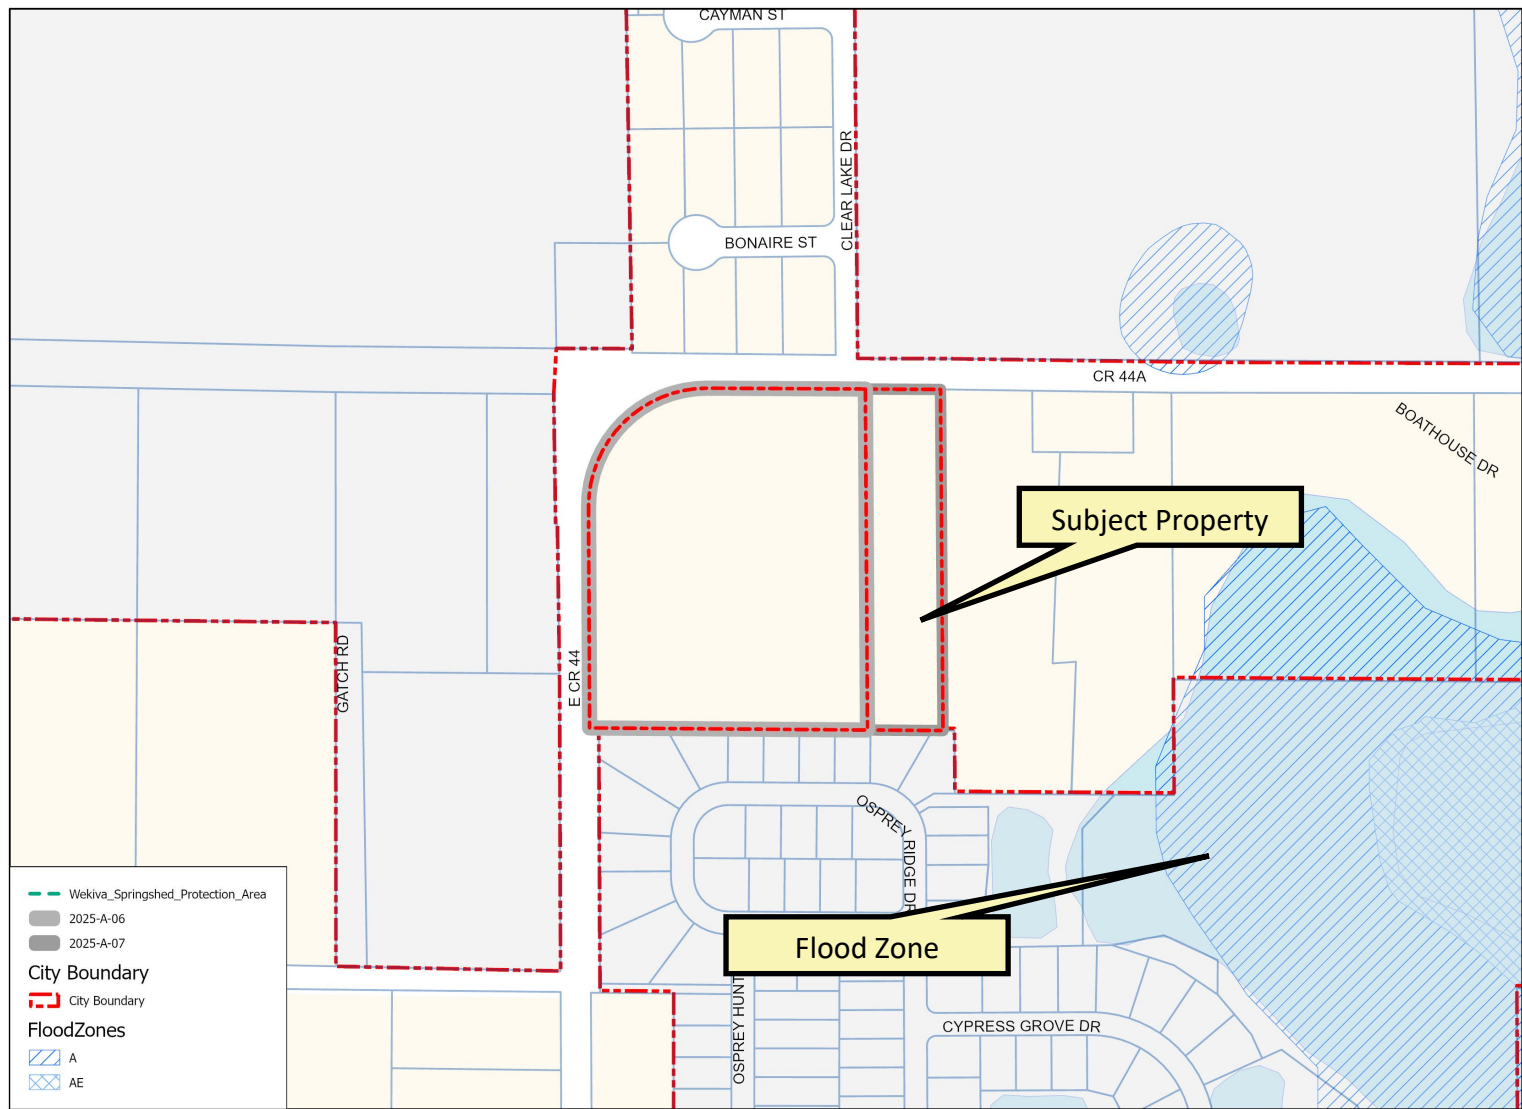 CAYMAN ST
CLEAR LAKE DR
BONAIRE ST
CR 44A
BOATHOUSE DR
Subject Property
GATCH RD
E CR 44
OSPREY RIDGE DR
Flood Zone
OSPREY HUNT
CYPRESS GROVE DR
Wekiva_Springshed_Protection_Area
2025-A-06
2025-A-07
City Boundary
City Boundary
FloodZones
A
AE